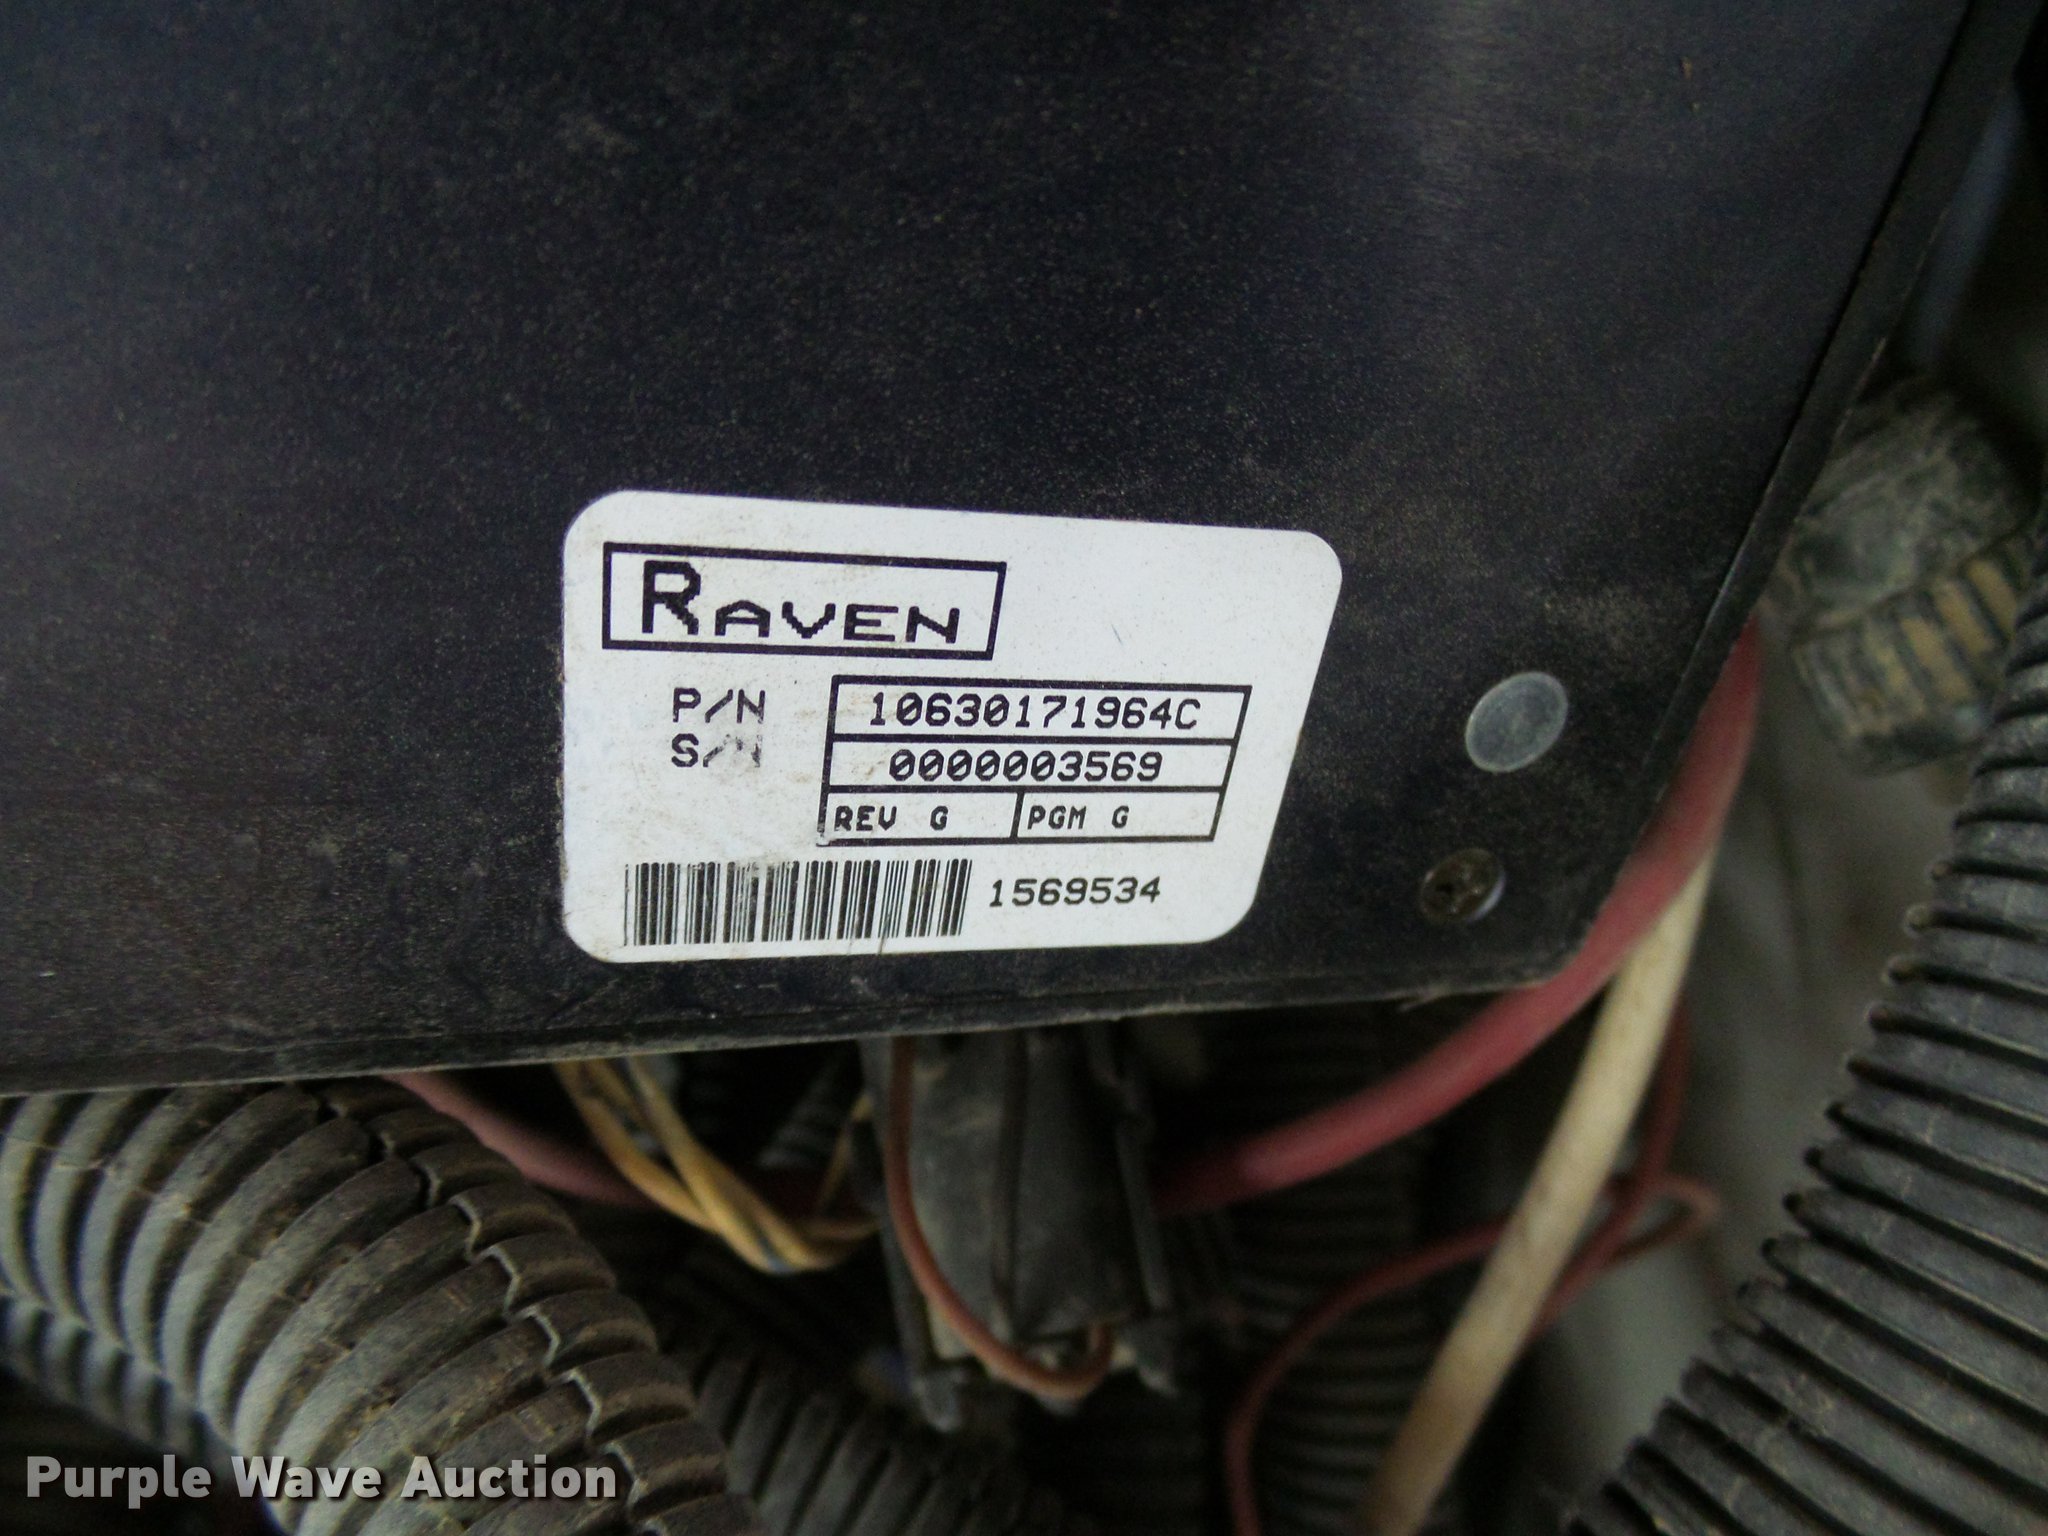 RAVEN
P/N 10630171964C
S/N 0000003569
REV G PGM G
1569534
Purple Wave Auction